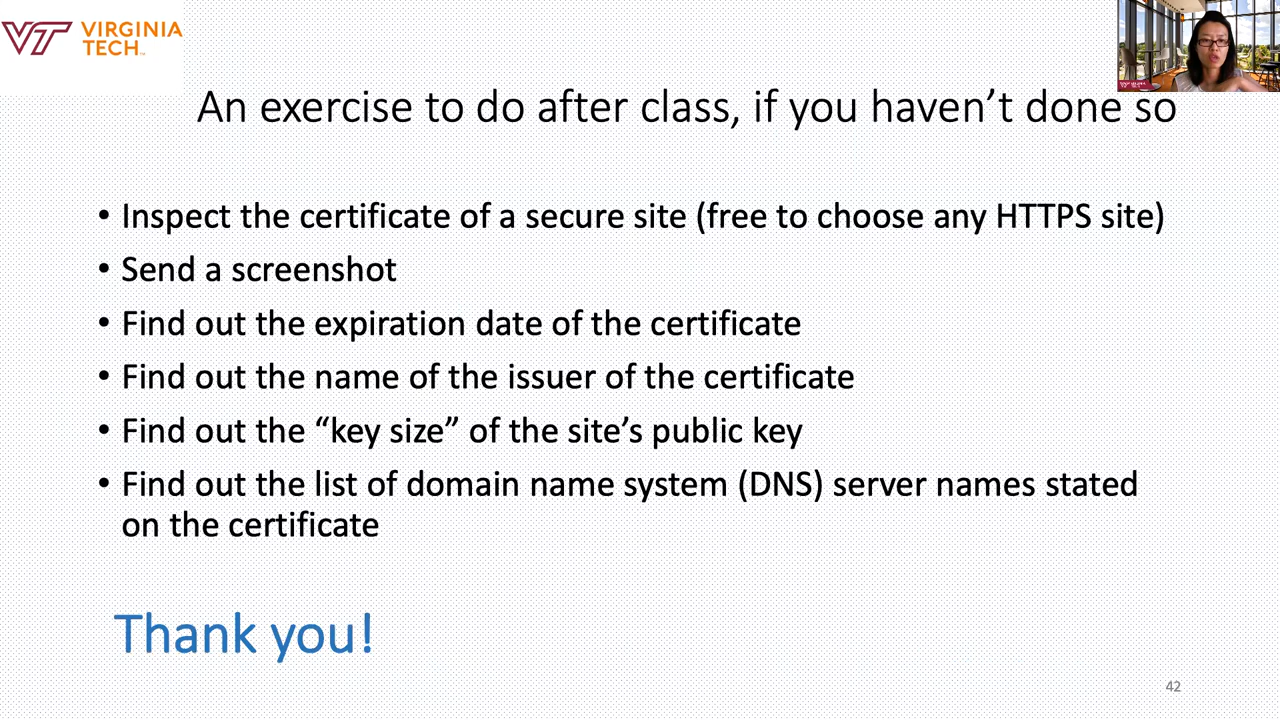 VT VIRGINIA
TECH™
An exercise to do after class, if you haven’t done so
• Inspect the certificate of a secure site (free to choose any HTTPS site)
• Send a screenshot
• Find out the expiration date of the certificate
• Find out the name of the issuer of the certificate
• Find out the “key size” of the site’s public key
• Find out the list of domain name system (DNS) server names stated
on the certificate
Thank you!
42